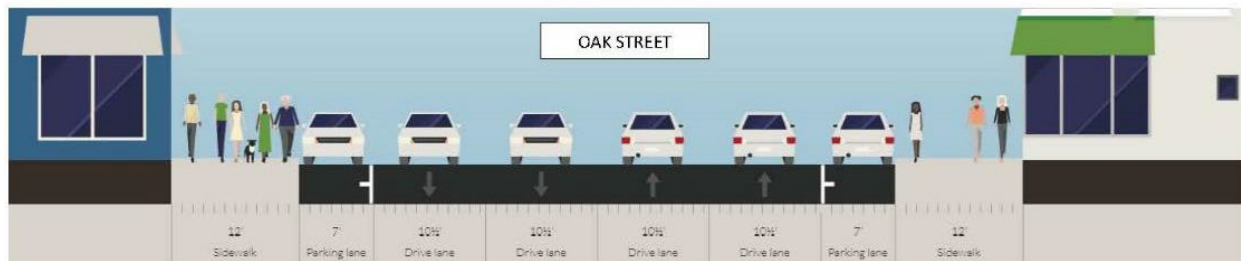 OAK STREET
12' 7' 10½' 10½' 10½' 10½' 7' 12'
Sidewalk Parking lane Drive lane Drive lane Drive lane Drive lane Parking lane Sidewalk